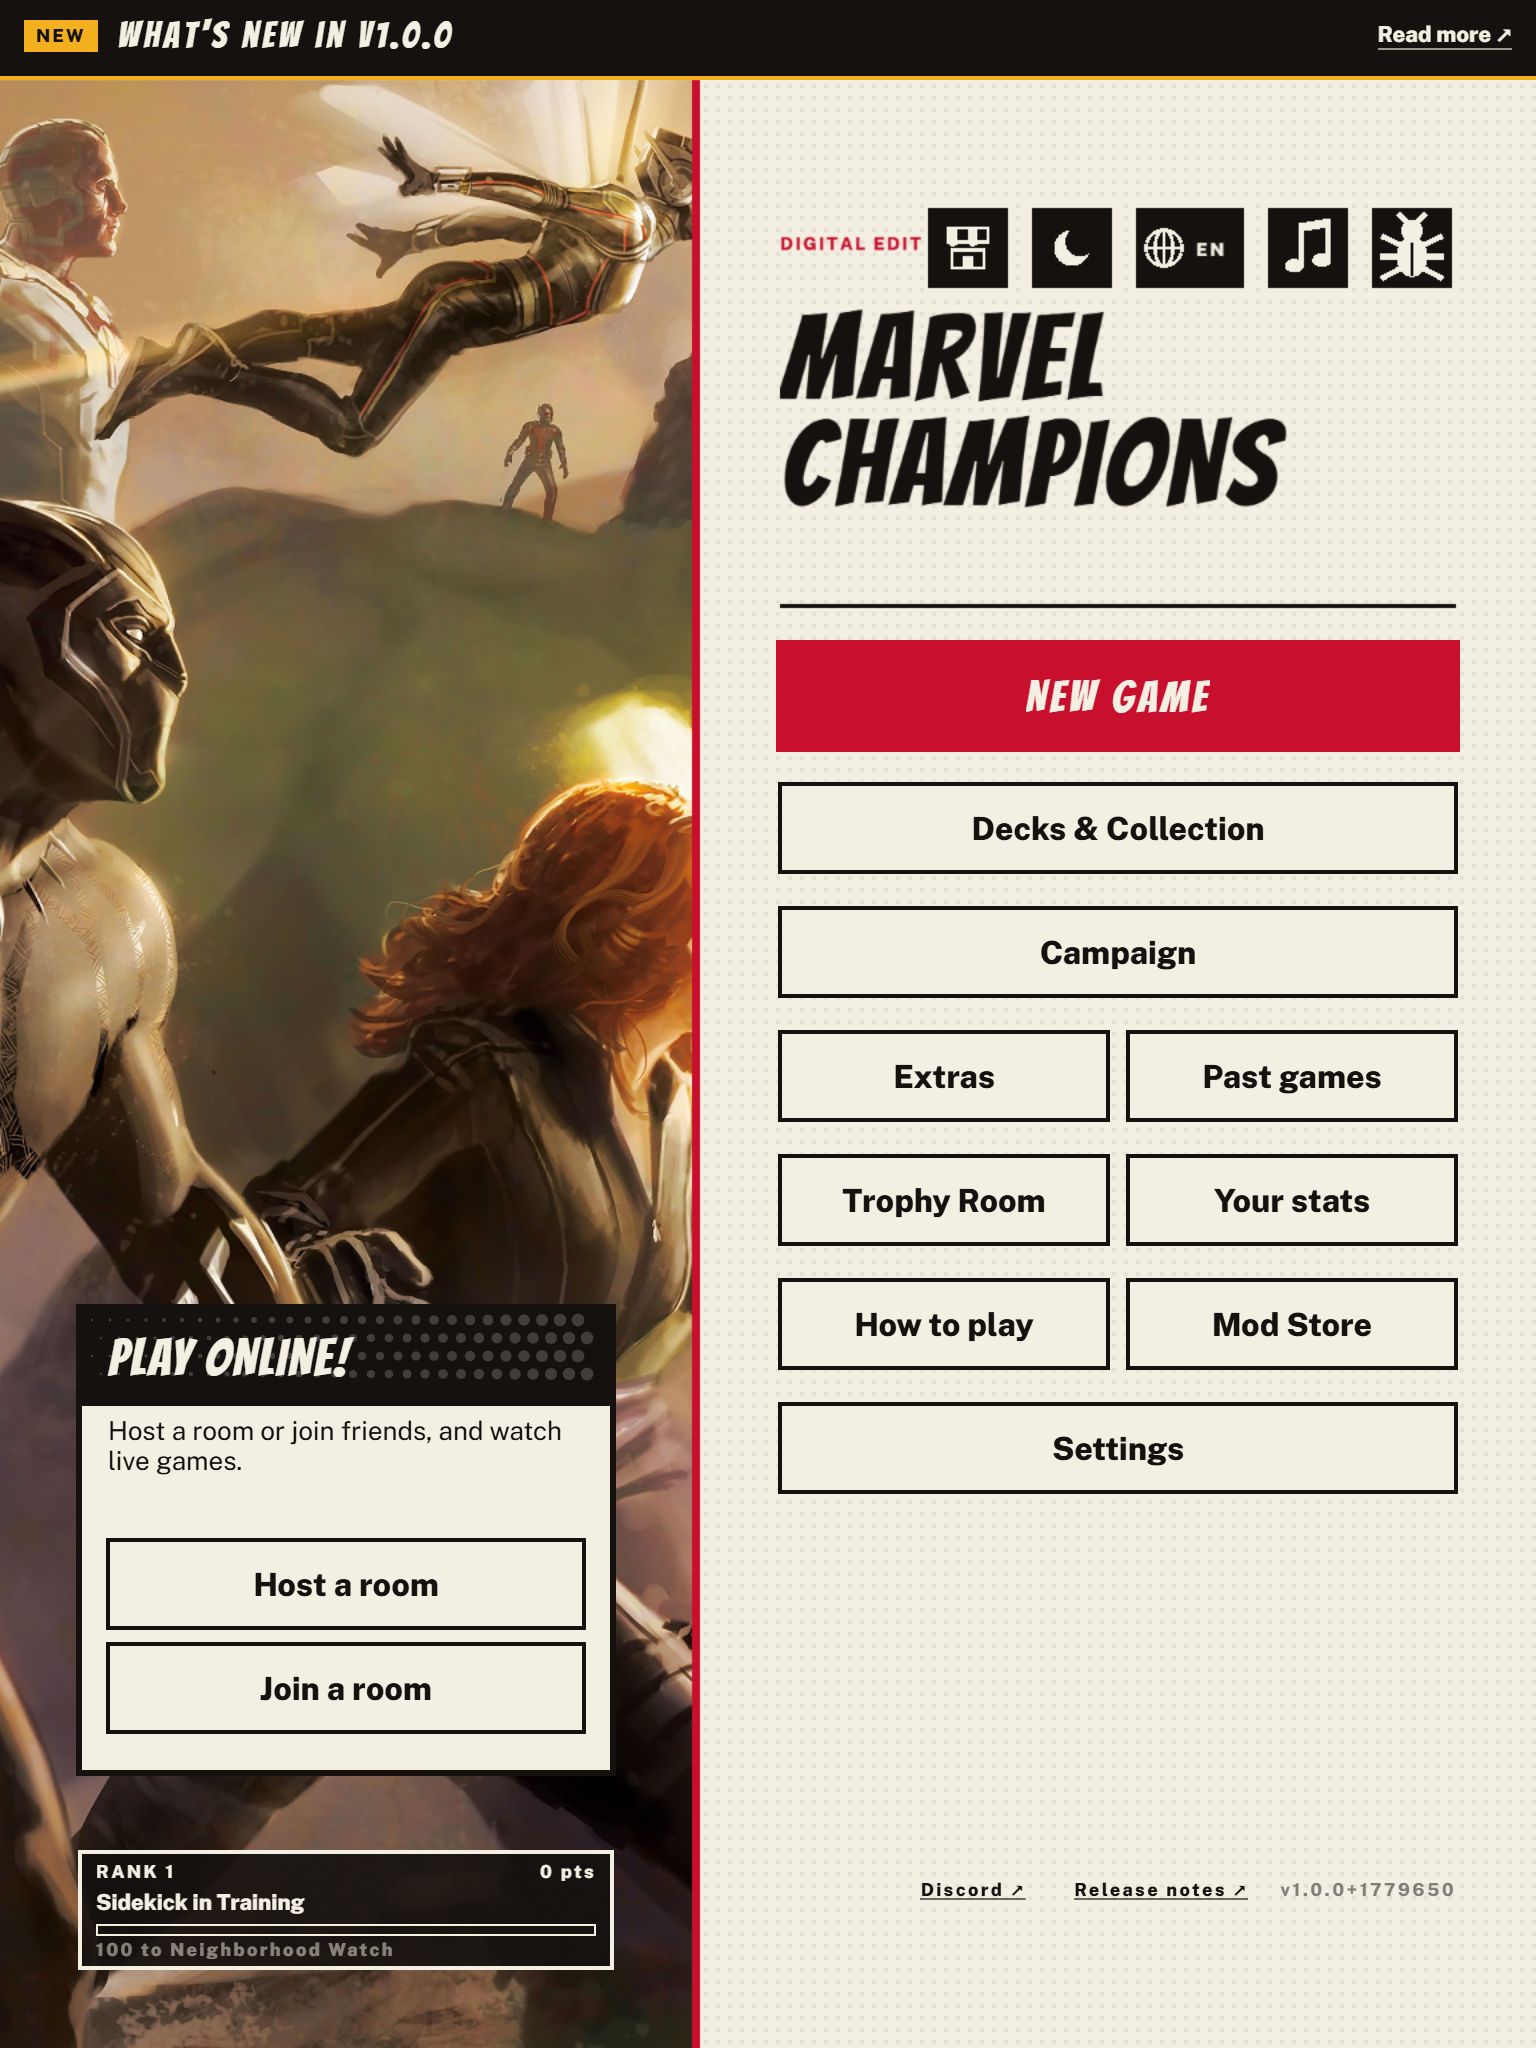 NEW WHAT'S NEW IN V1.0.0 Read more ↗
DIGITAL EDIT
EN
MARVEL
CHAMPIONS
NEW GAME
Decks & Collection
Campaign
Extras
Past games
Trophy Room
Your stats
How to play
Mod Store
Settings
PLAY ONLINE!
Host a room or join friends, and watch
live games.
Host a room
Join a room
RANK 1 0 pts
Sidekick in Training
100 to Neighborhood Watch
Discord ↗ Release notes ↗ v1.0.0+1779650